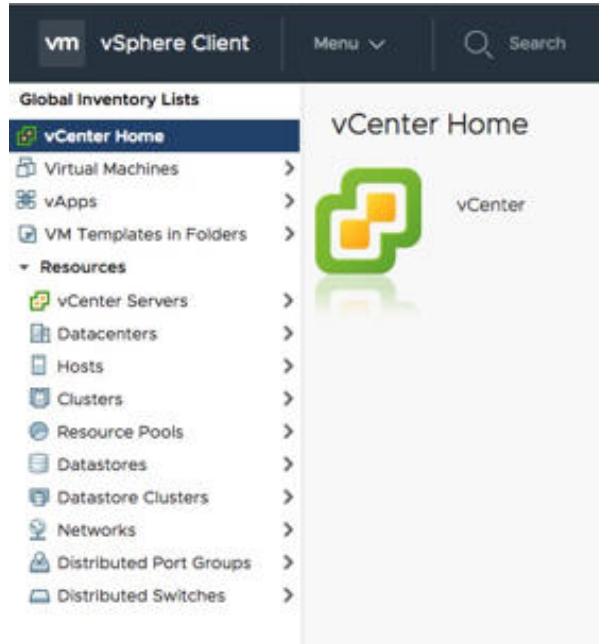 vm vSphere Client Menu Search
Global Inventory Lists
vCenter Home
Virtual Machines
vApps
VM Templates in Folders
Resources
vCenter Servers
Datacenters
Hosts
Clusters
Resource Pools
Datastores
Datastore Clusters
Networks
Distributed Port Groups
Distributed Switches
vCenter Home
vCenter